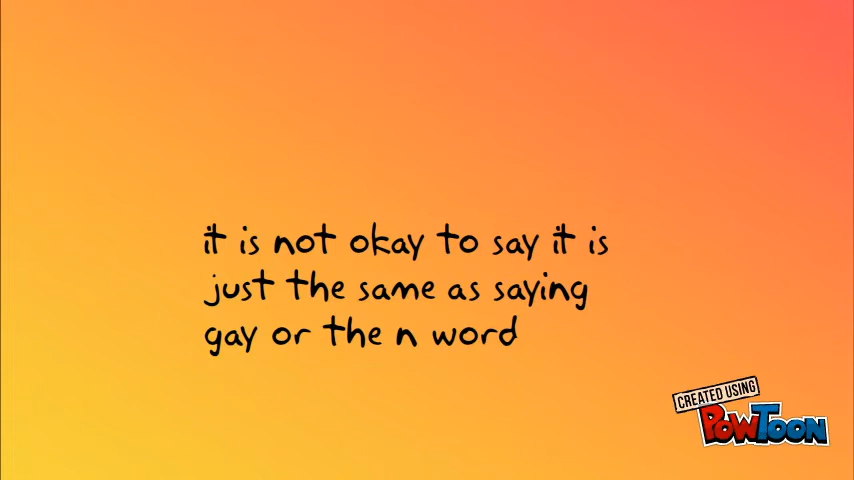 it is not okay to say it is
just the same as saying
gay or the n word
CREATED USING
POWTOON